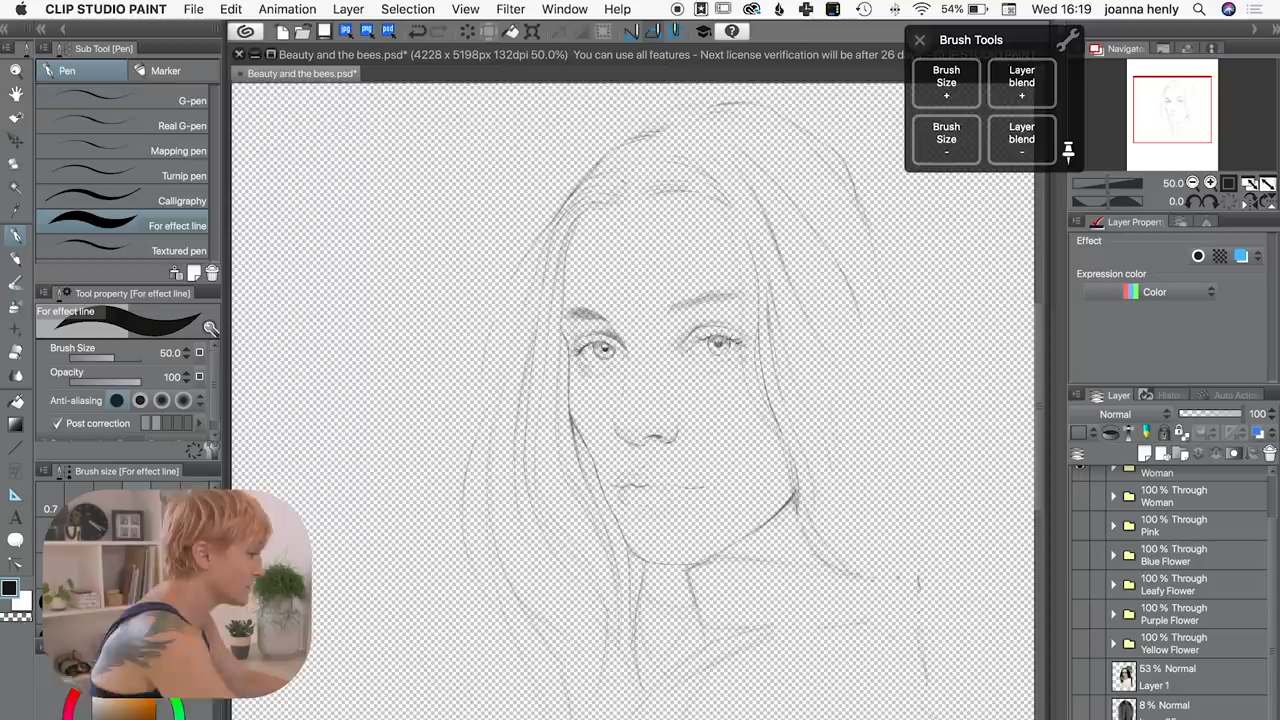 CLIP STUDIO PAINT File Edit Animation Layer Selection View Filter Window Help 54% Wed 16:19 joanna henly
Sub Tool [Pen]
Pen Marker
G-pen
Real G-pen
Mapping pen
Turnip pen
Calligraphy
For effect line
Textured pen
Tool property [For effect line]
For effect line
Brush Size 50.0
Opacity 100
Anti-aliasing
Post correction
Brush size [For effect line]
0.7
Beauty and the bees.psd* (4228 x 5198px 132dpi 50.0%) You can use all features - Next license verification will be after 26 d
Beauty and the bees.psd*
Brush Tools
Brush Size +
Layer blend +
Brush Size -
Layer blend -
Navigato
50.0
0.0
Layer Propert
Effect
Expression color
Color
Layer Histo Auto Actio
Normal 100
Woman
100 % Through
Woman
100 % Through
Pink
100 % Through
Blue Flower
100 % Through
Leafy Flower
100 % Through
Purple Flower
100 % Through
Yellow Flower
53 % Normal
Layer 1
8 % Normal